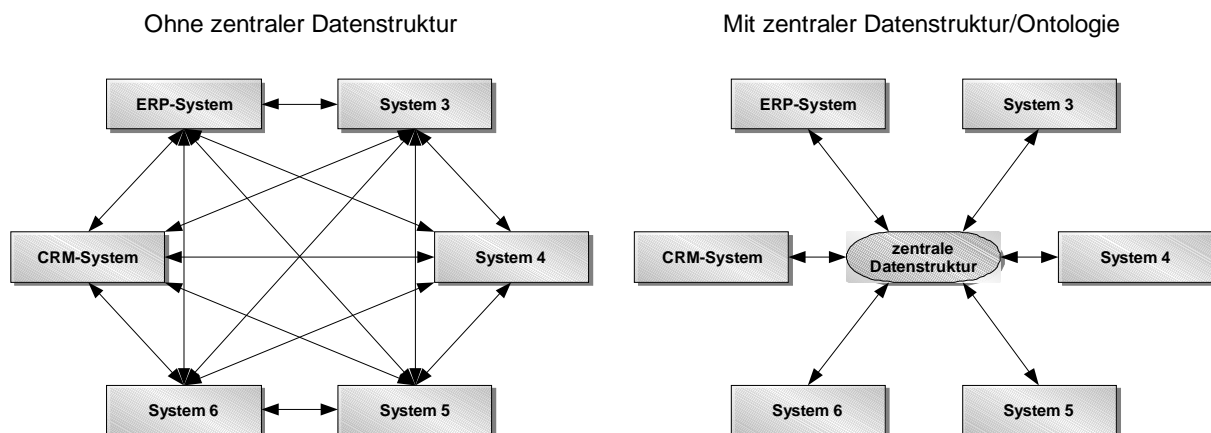 Ohne zentraler Datenstruktur
ERP-System
System 3
CRM-System
System 4
System 6
System 5
Mit zentraler Datenstruktur/Ontologie
ERP-System
System 3
CRM-System
zentrale
Datenstruktur
System 4
System 6
System 5